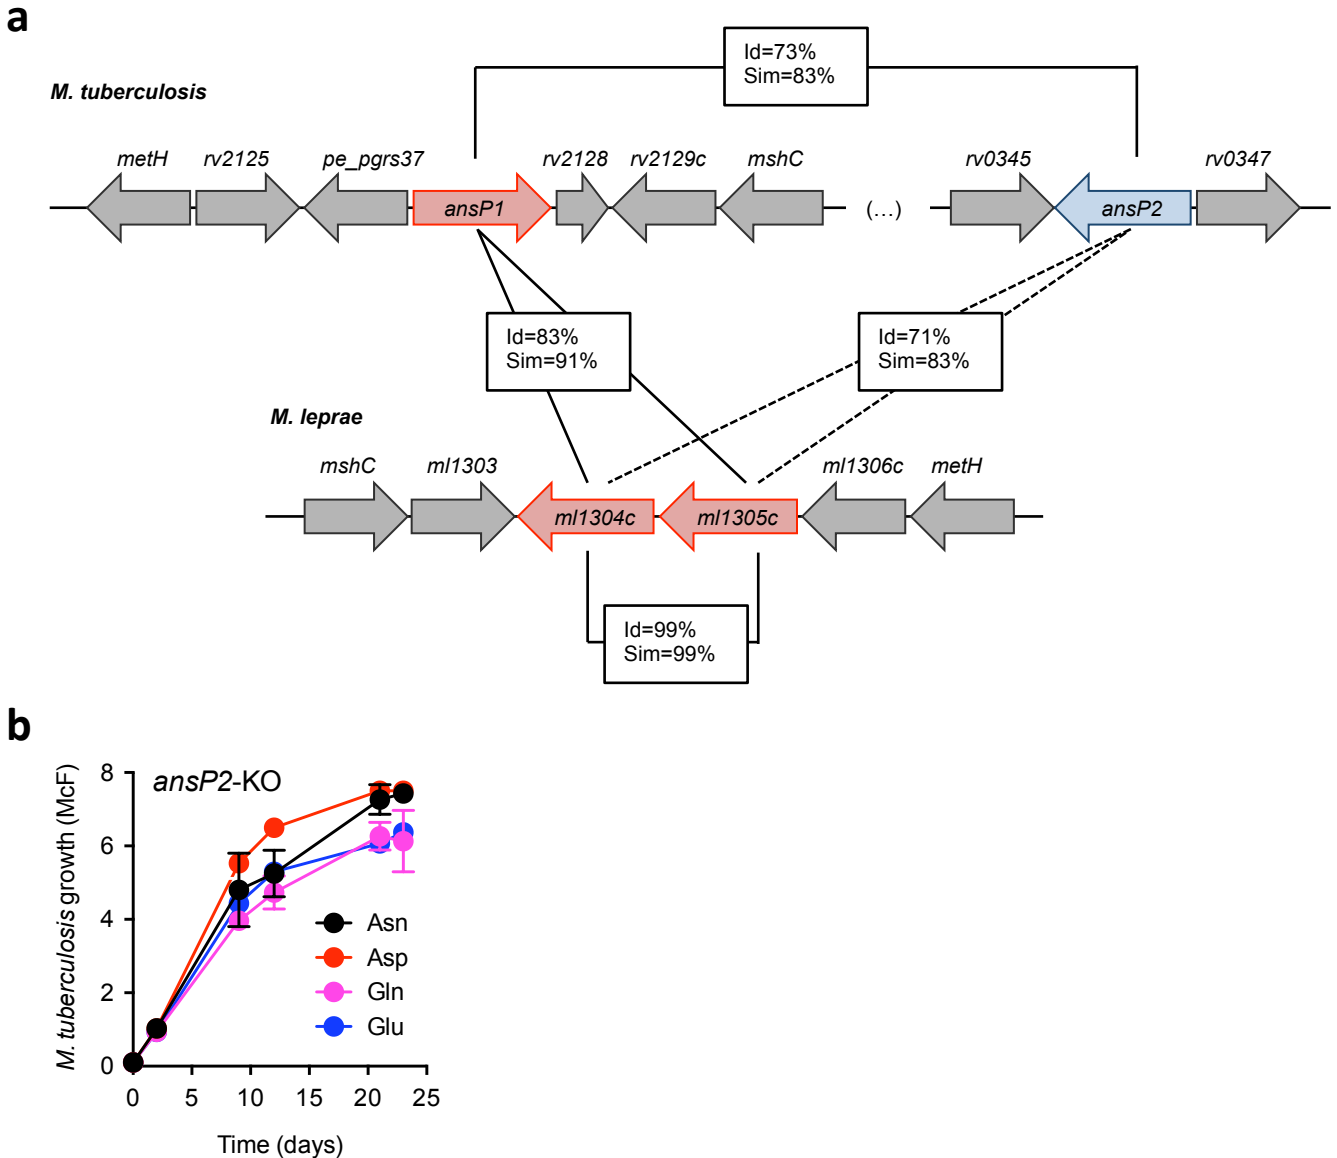 a
Id=73%
Sim=83%
M. tuberculosis
metH rv2125 pe_pgrs37 rv2128 rv2129c mshC rv0345 rv0347
ansP1 (...) ansP2
Id=83%
Sim=91%
Id=71%
Sim=83%
M. leprae
mshC ml1303 ml1306c metH
ml1304c ml1305c
Id=99%
Sim=99%
b
ansP2-KO
M. tuberculosis growth (McF)
8
6
4
2
0
Asn
Asp
Gln
Glu
0 5 10 15 20 25
Time (days)